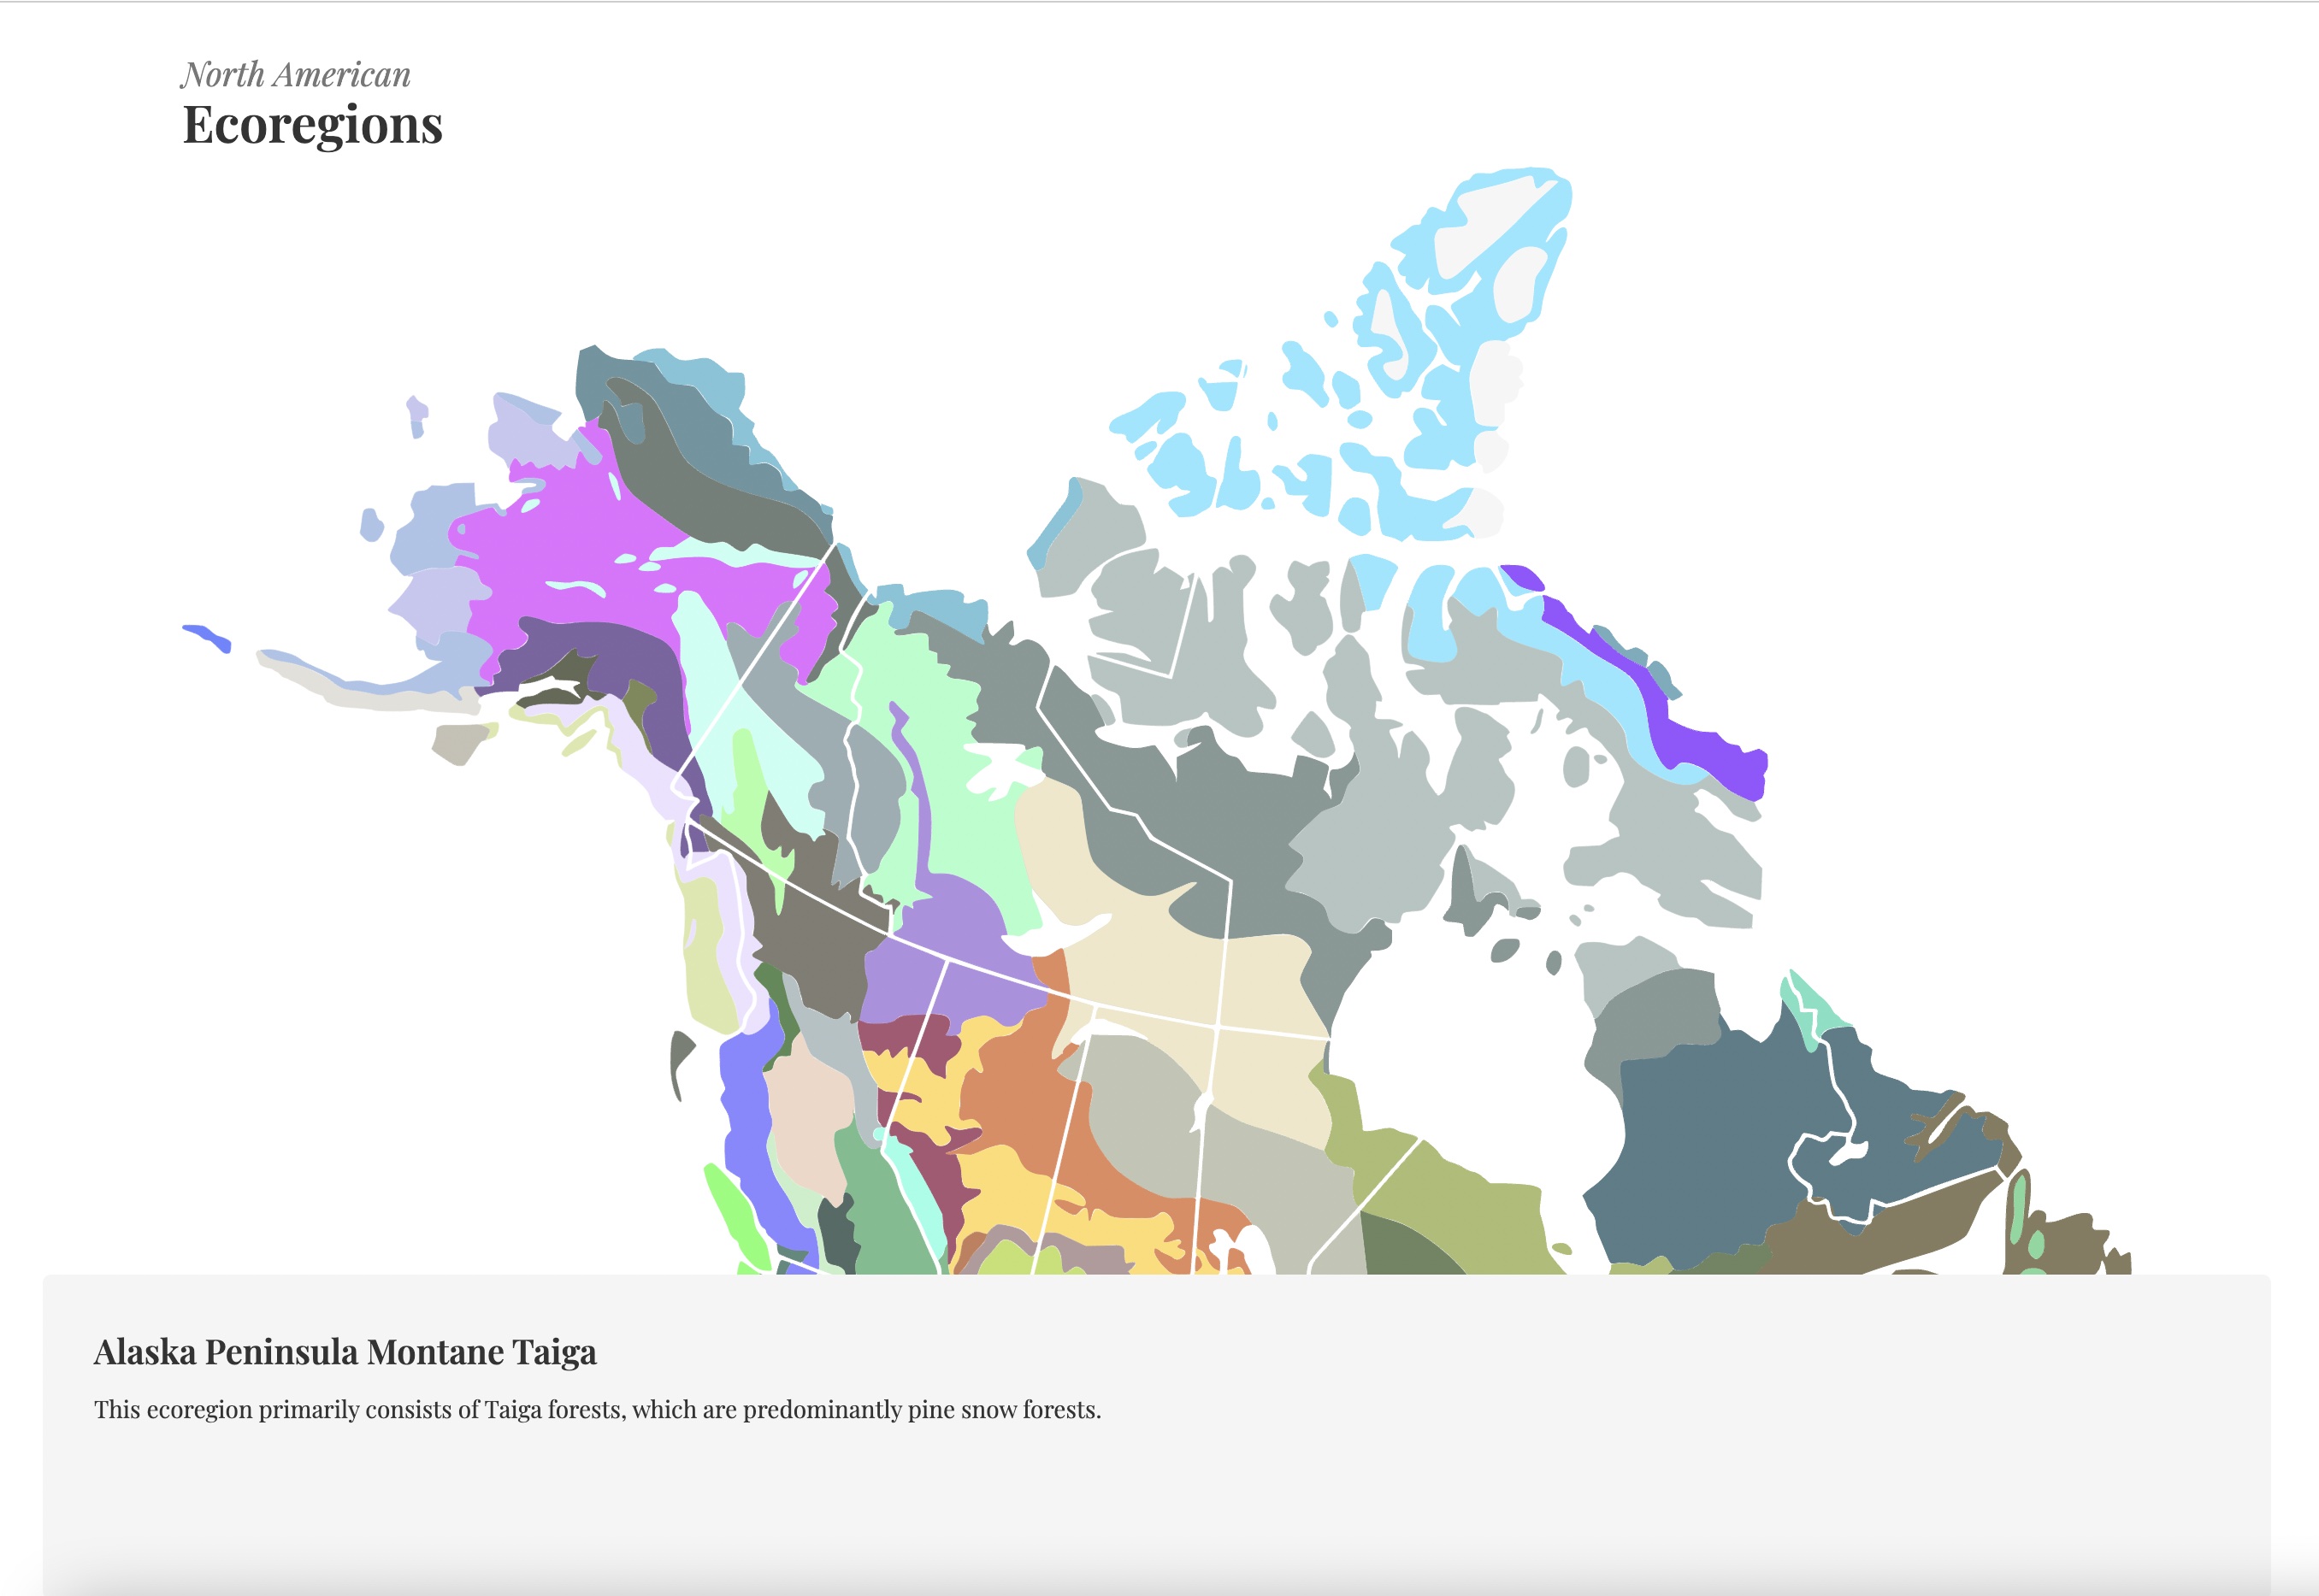 North American
Ecoregions
Alaska Peninsula Montane Taiga
This ecoregion primarily consists of Taiga forests, which are predominantly pine snow forests.